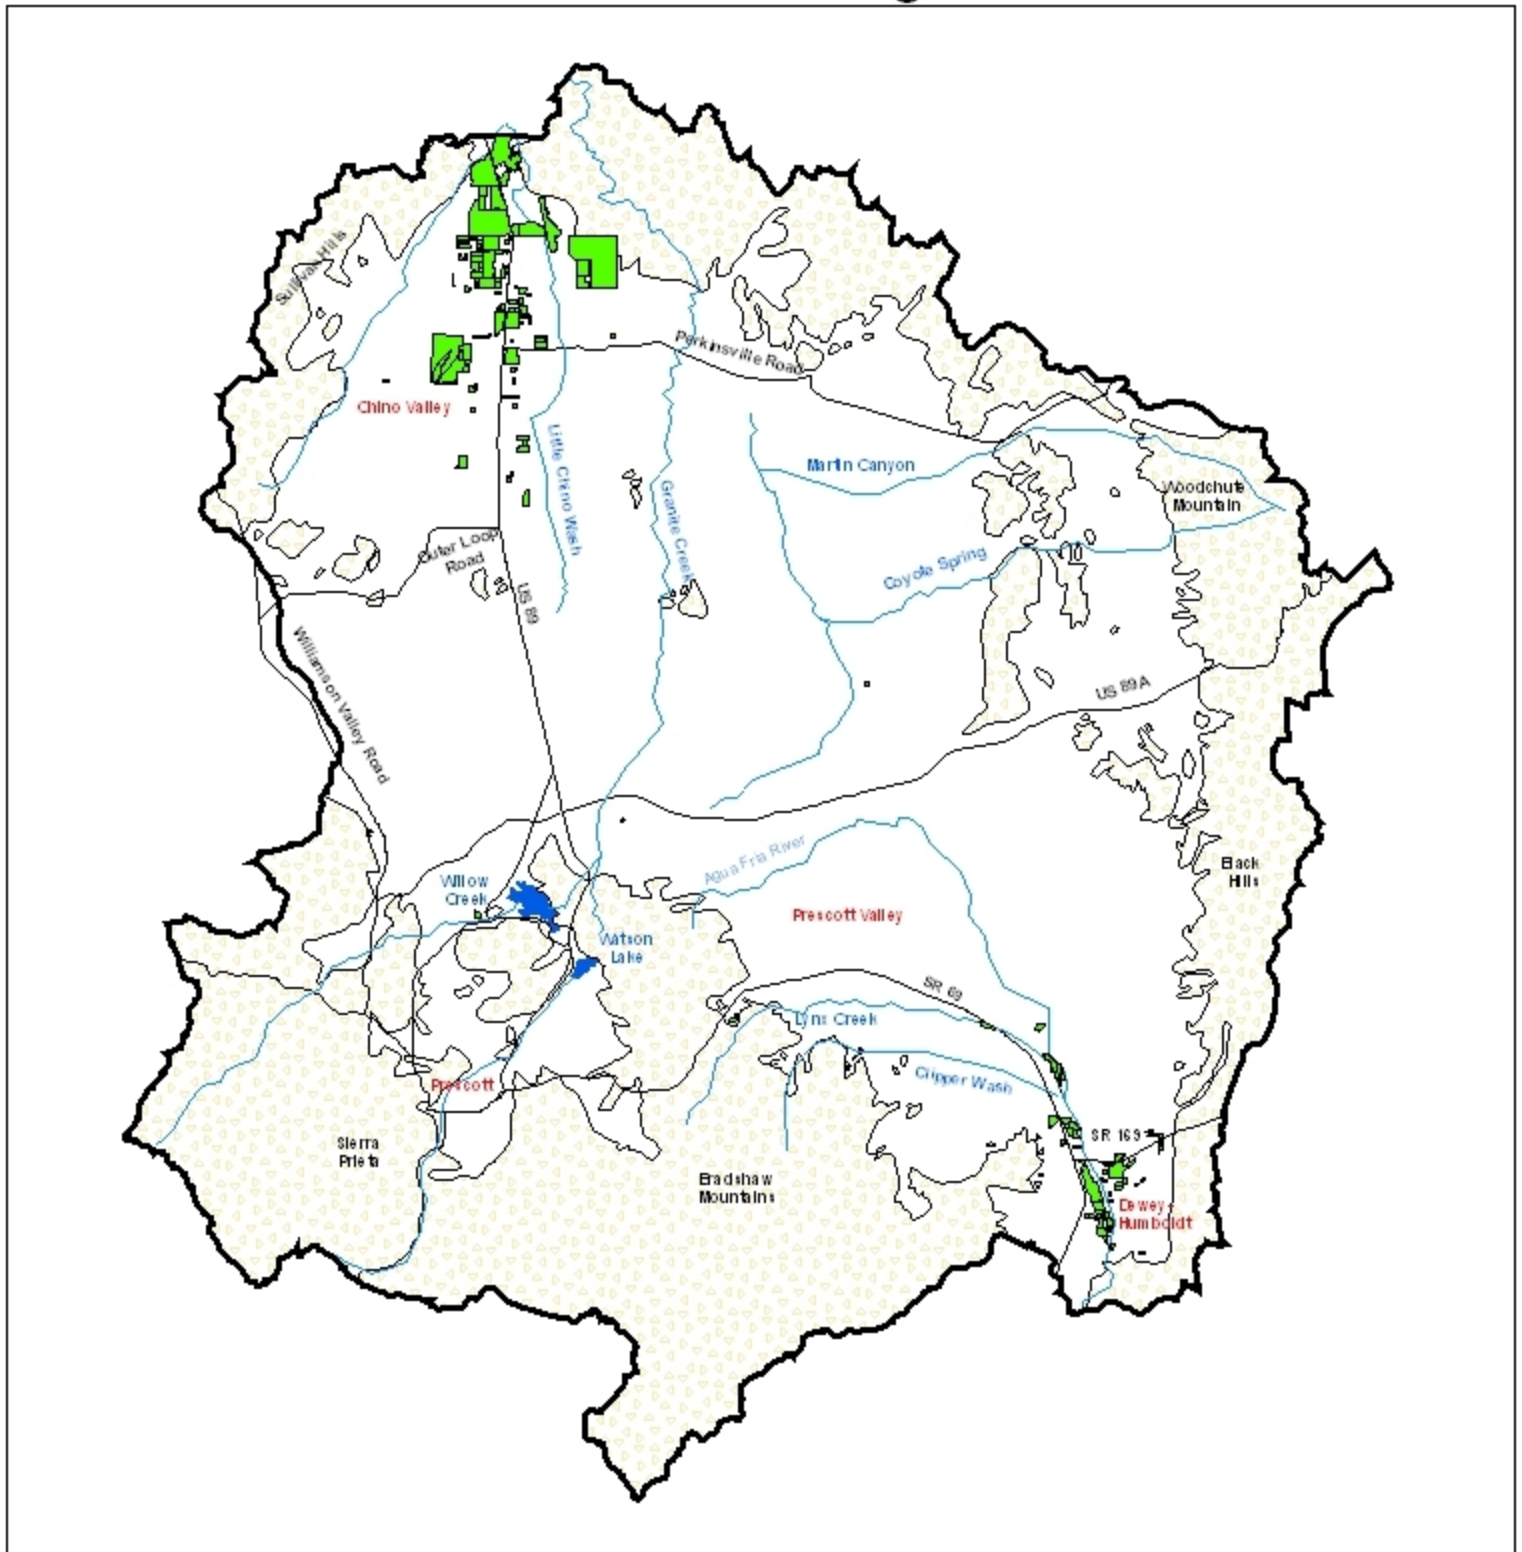 Sullivan Hills
Perkinsville Road
Chino Valley
Little Chino Wash
Granite Creek
Martin Canyon
Woodchute
Mountain
Outer Loop
Road
US 89
Coyote Spring
Williamson Valley Road
US 89A
Agua Fria River
Black
Hills
Willow
Creek
Prescott Valley
Watson
Lake
SR 69
Lynx Creek
Prescott
Clipper Wash
SR 169
Sierra
Prieta
Bradshaw
Mountains
Dewey-
Humboldt